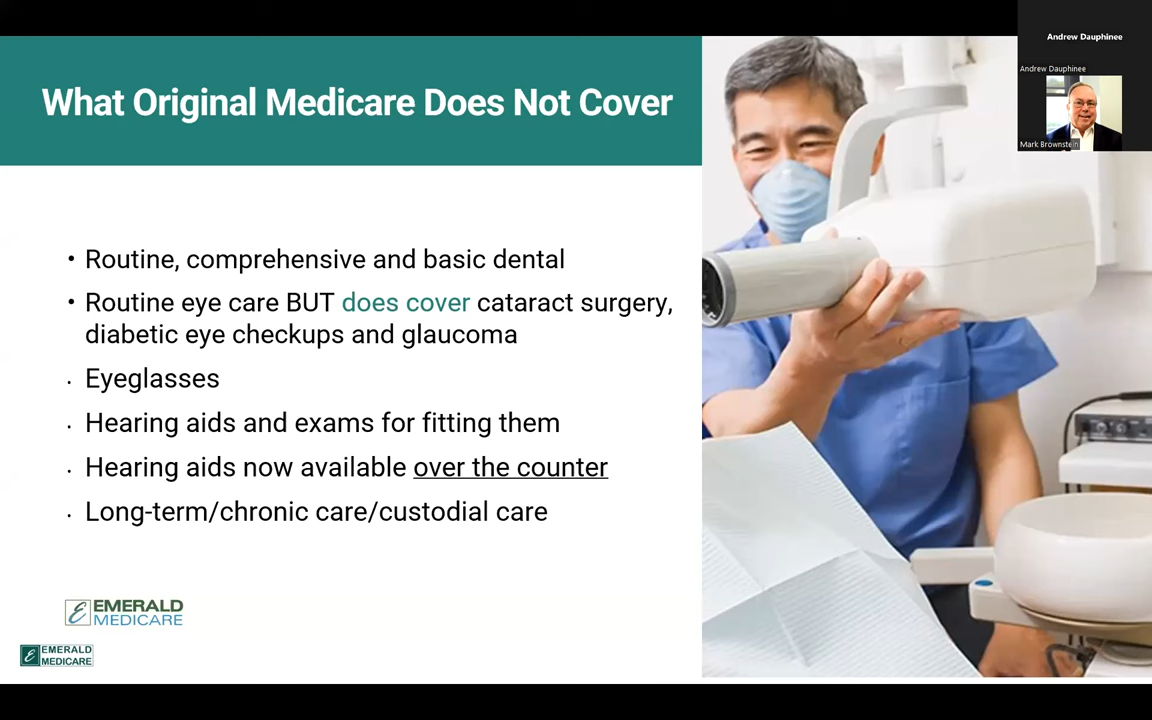 What Original Medicare Does Not Cover
Andrew Dauphinee
Andrew Dauphinee
Mark Brownstein
• Routine, comprehensive and basic dental
• Routine eye care BUT does cover cataract surgery,
diabetic eye checkups and glaucoma
· Eyeglasses
· Hearing aids and exams for fitting them
· Hearing aids now available over the counter
· Long-term/chronic care/custodial care
EMERALD
MEDICARE
EMERALD
MEDICARE